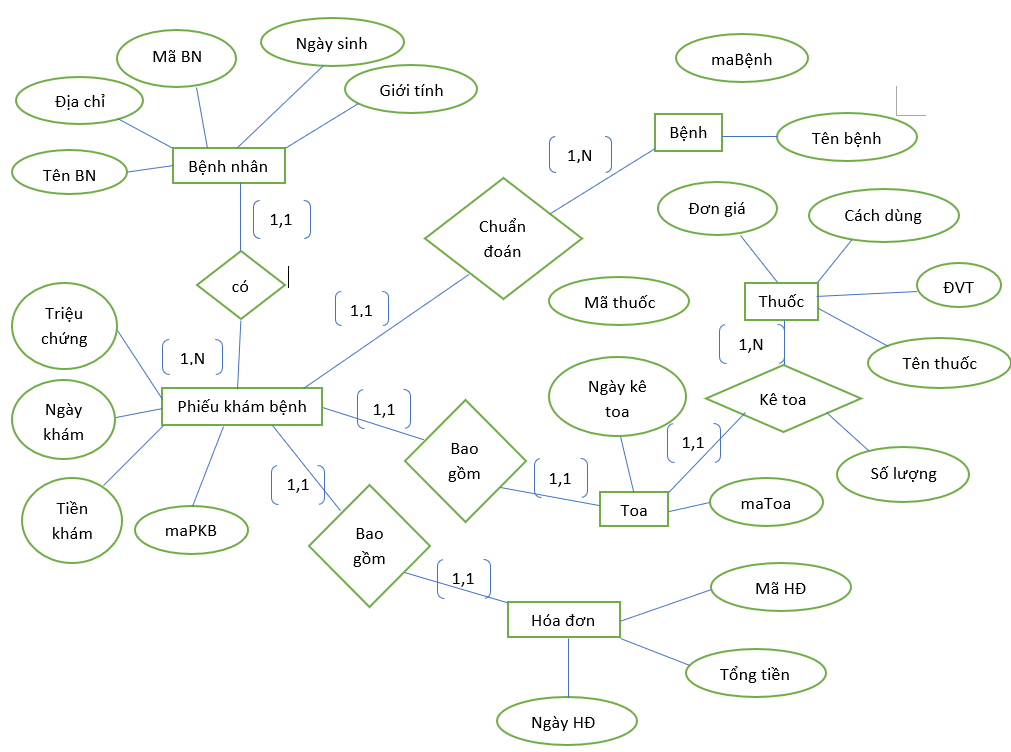 Ngày sinh
Mã BN
maBệnh
Địa chỉ
Giới tính
Bệnh
Tên bệnh
1,N
Bệnh nhân
Tên BN
Đơn giá
Cách dùng
1,1
Chuẩn
đoán
có
ĐVT
Mã thuốc
Thuốc
1,1
Triệu
chứng
1,N
1,N
Tên thuốc
Ngày kê
toa
Kê toa
Phiếu khám bệnh
1,1
Ngày
khám
1,1
Bao
gồm
Số lượng
1,1
1,1
maToa
Toa
Tiền
khám
maPKB
Bao
gồm
1,1
Mã HĐ
Hóa đơn
Tổng tiền
Ngày HĐ